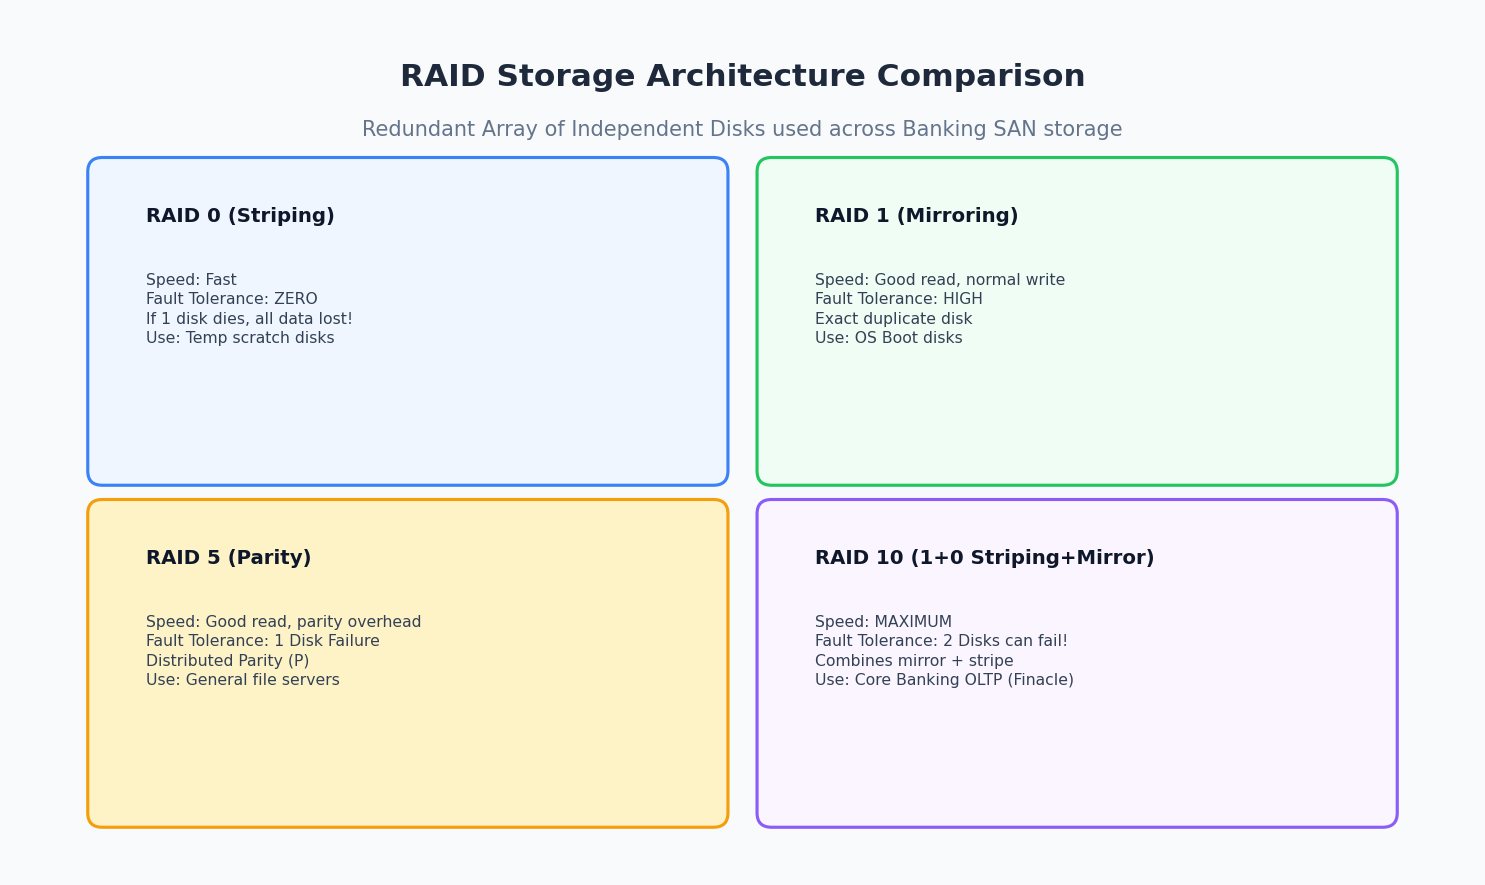 RAID Storage Architecture Comparison
Redundant Array of Independent Disks used across Banking SAN storage
RAID 0 (Striping)
Speed: Fast
Fault Tolerance: ZERO
If 1 disk dies, all data lost!
Use: Temp scratch disks
RAID 1 (Mirroring)
Speed: Good read, normal write
Fault Tolerance: HIGH
Exact duplicate disk
Use: OS Boot disks
RAID 5 (Parity)
Speed: Good read, parity overhead
Fault Tolerance: 1 Disk Failure
Distributed Parity (P)
Use: General file servers
RAID 10 (1+0 Striping+Mirror)
Speed: MAXIMUM
Fault Tolerance: 2 Disks can fail!
Combines mirror + stripe
Use: Core Banking OLTP (Finacle)